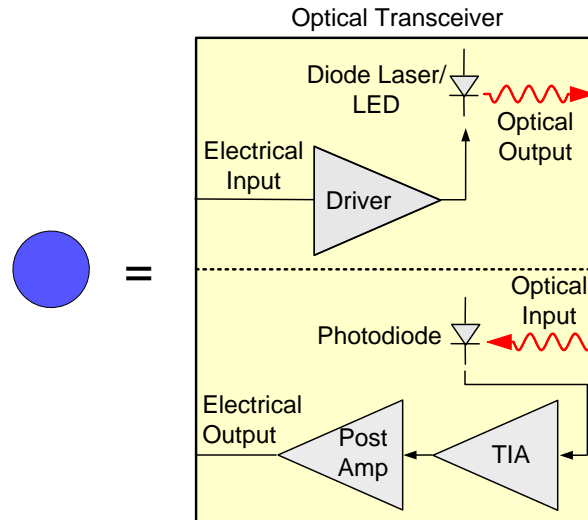 Optical Transceiver
Diode Laser/
LED
Optical
Output
Electrical
Input
Driver
=
Optical
Input
Photodiode
Electrical
Output
Post
Amp
TIA